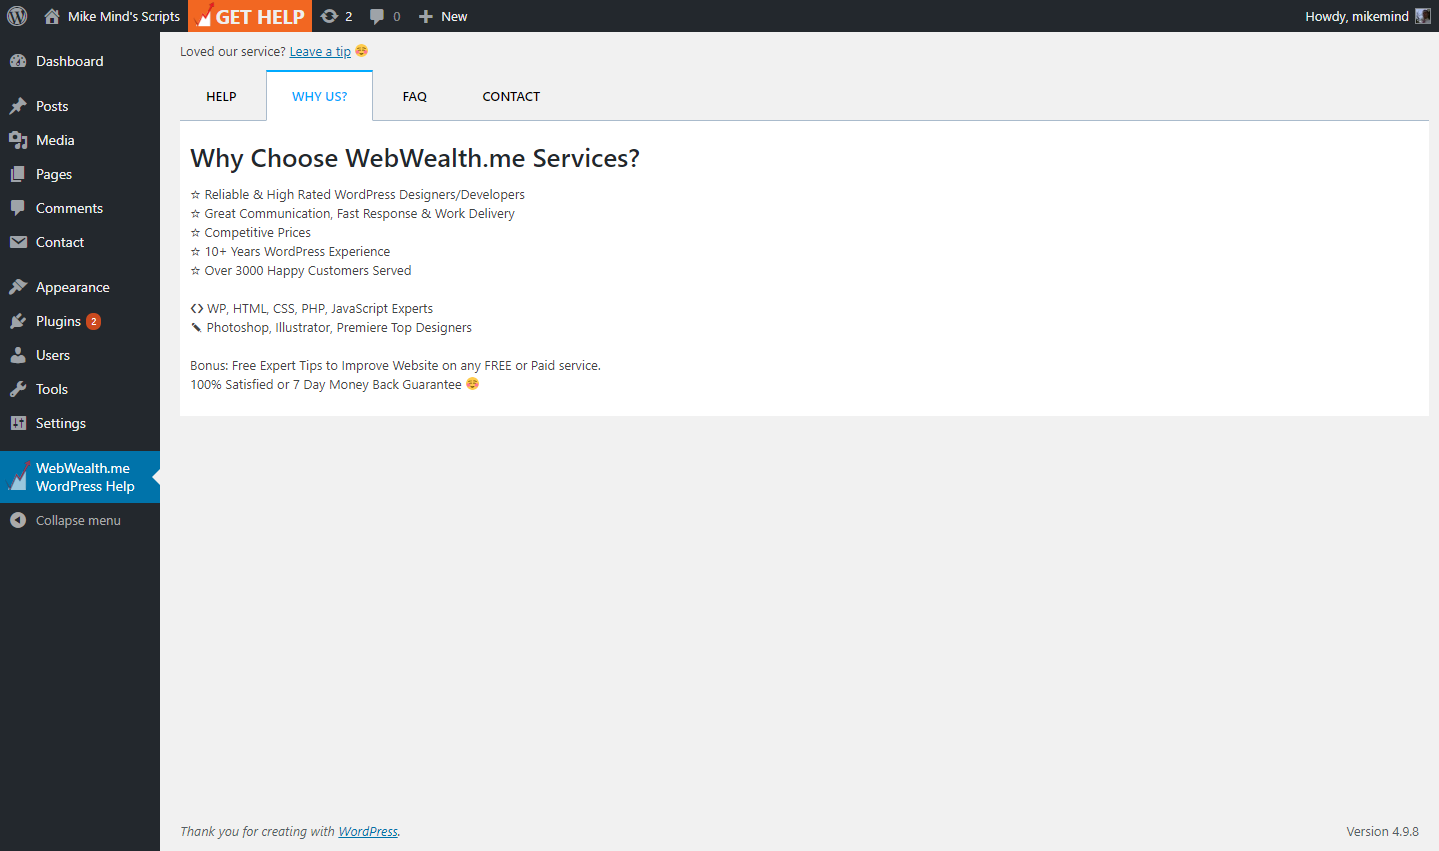 Mike Mind's Scripts GET HELP 2 0 New Howdy, mikemind
Dashboard
Posts
Media
Pages
Comments
Contact
Appearance
Plugins 2
Users
Tools
Settings
WebWealth.me
WordPress Help
Collapse menu
Loved our service? Leave a tip
HELP WHY US? FAQ CONTACT
Why Choose WebWealth.me Services?
☆ Reliable & High Rated WordPress Designers/Developers
☆ Great Communication, Fast Response & Work Delivery
☆ Competitive Prices
☆ 10+ Years WordPress Experience
☆ Over 3000 Happy Customers Served
<> WP, HTML, CSS, PHP, JavaScript Experts
✎ Photoshop, Illustrator, Premiere Top Designers
Bonus: Free Expert Tips to Improve Website on any FREE or Paid service.
100% Satisfied or 7 Day Money Back Guarantee ☺
Thank you for creating with WordPress. Version 4.9.8